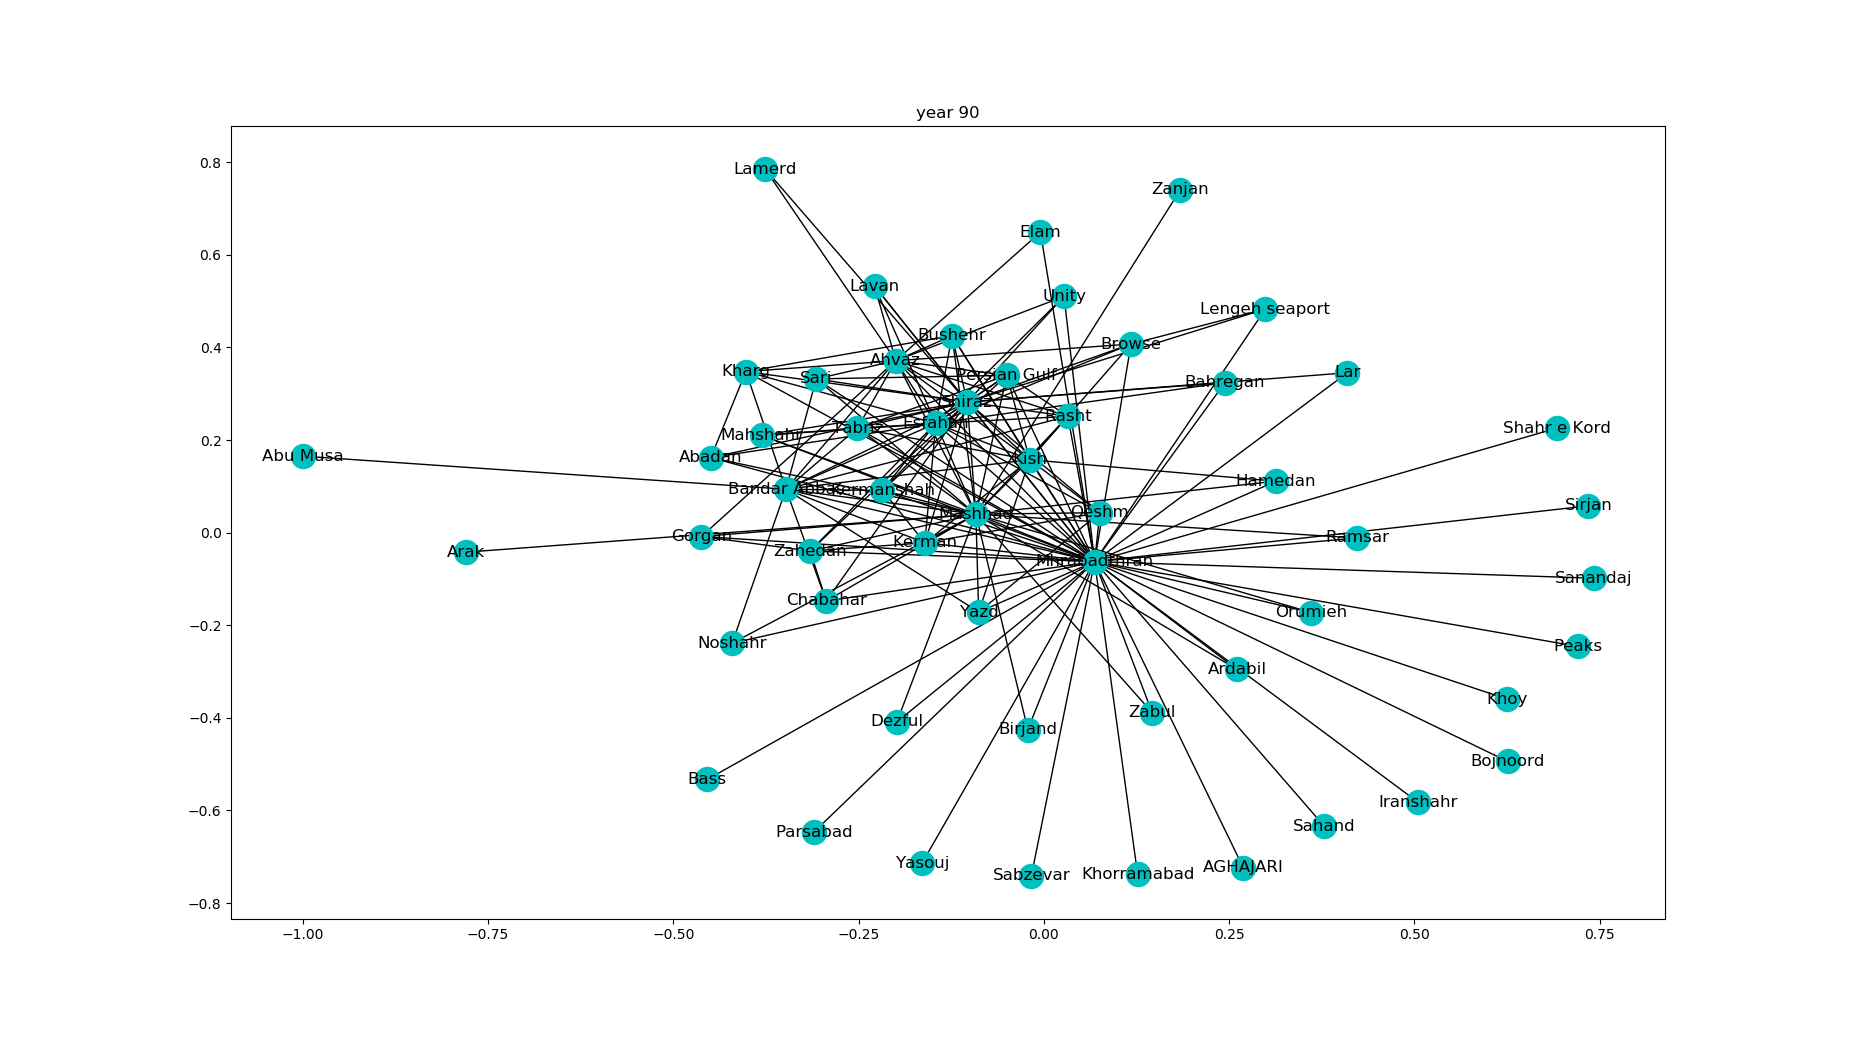 year 90
0.8
Lamerd
Zanjan
Elam
0.6
Lavan
Unity
Lengeh seaport
Bushehr
Browse
0.4
Ahvaz
Kharg
Sari
Persian Gulf
Bahregan
Lar
Shiraz
Rasht
Esfahan
Tabriz
Shahr e Kord
Mahshahr
0.2
Abu Musa
Abadan
Kish
Hamedan
Bandar Abbas
Kermanshah
Sirjan
Mashhad
Qeshm
0.0
Gorgan
Ramsar
Kerman
Zahedan
Arak
Mhrabadthran
Sanandaj
Chabahar
Yazd
Orumieh
−0.2
Noshahr
Peaks
Ardabil
Khoy
−0.4
Dezful
Zabul
Birjand
Bojnoord
Bass
Iranshahr
−0.6
Sahand
Parsabad
Yasouj
AGHAJARI
Sabzevar
Khorramabad
−0.8
−1.00 −0.75 −0.50 −0.25 0.00 0.25 0.50 0.75